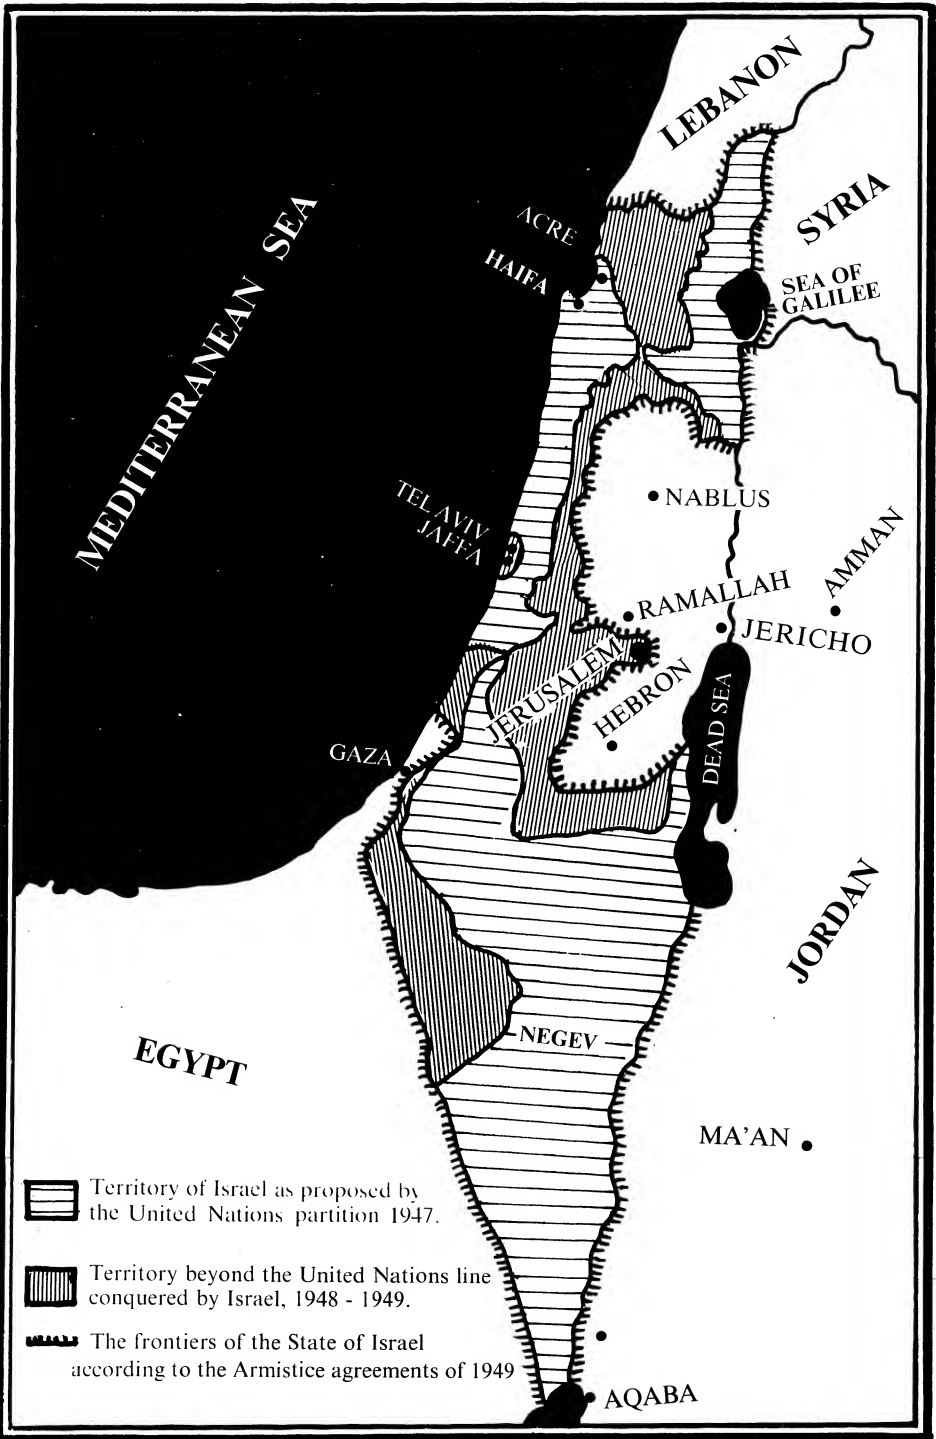 LEBANON
SYRIA
ACRE
HAIFA
SEA OF
GALILEE
MEDITERRANEAN SEA
NABLUS
TEL AVIV
JAFFA
AMMAN
RAMALLAH
JERICHO
JERUSALEM
HEBRON
DEAD SEA
GAZA
JORDAN
NEGEV
EGYPT
MA'AN
Territory of Israel as proposed by
the United Nations partition 1947.
Territory beyond the United Nations line
conquered by Israel, 1948 - 1949.
The frontiers of the State of Israel
according to the Armistice agreements of 1949
AQABA